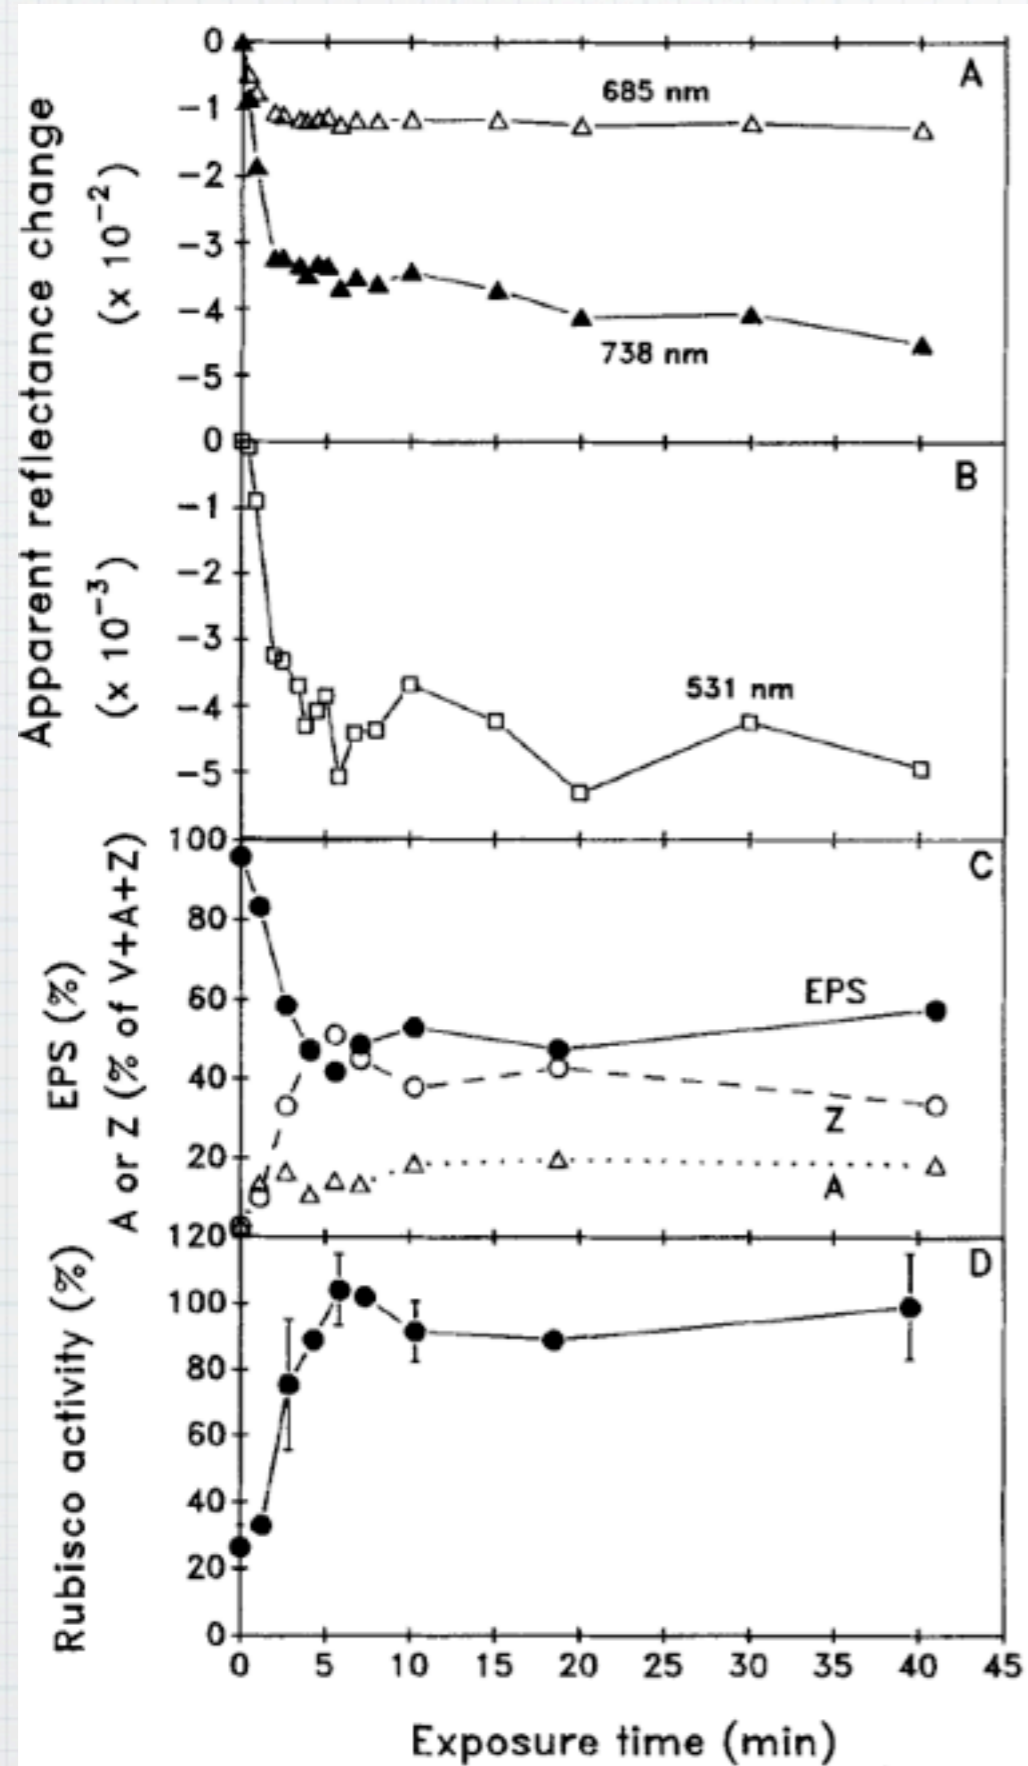 Apparent reflectance change
(x 10−2)
0
−1
−2
−3
−4
−5
A
685 nm
738 nm
(x 10−3)
0
−1
−2
−3
−4
−5
B
531 nm
EPS (%)
A or Z (% of V+A+Z)
100
80
60
40
20
C
EPS
Z
A
Rubisco activity (%)
120
100
80
60
40
20
0
D
0 5 10 15 20 25 30 35 40 45
Exposure time (min)